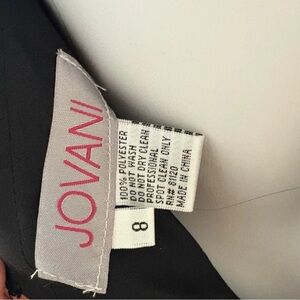 JOVANI
100% POLYESTER
DO NOT WASH
DO NOT DRY CLEAN
PROFESSIONAL
SPOT CLEAN ONLY
RN# 81120
MADE IN CHINA
8